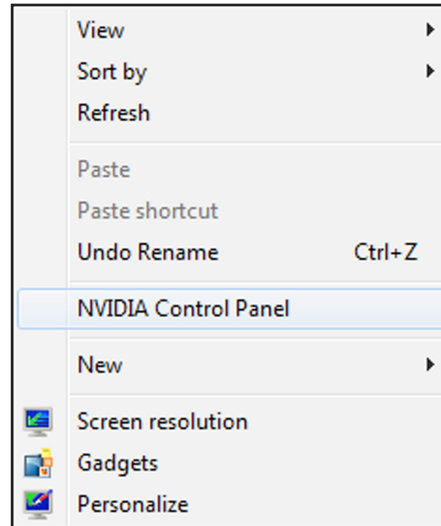 View
Sort by
Refresh
Paste
Paste shortcut
Undo Rename Ctrl+Z
NVIDIA Control Panel
New
Screen resolution
Gadgets
Personalize